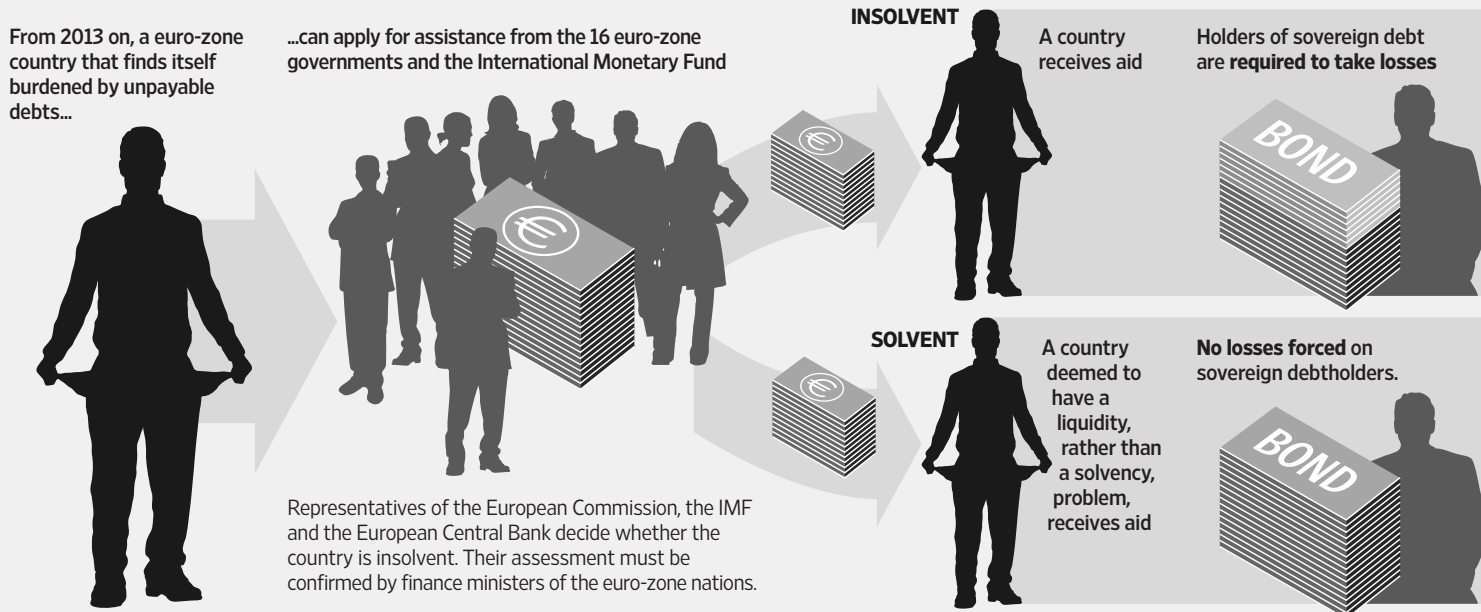 From 2013 on, a euro-zone
country that finds itself
burdened by unpayable
debts...
...can apply for assistance from the 16 euro-zone
governments and the International Monetary Fund
€
Representatives of the European Commission, the IMF
and the European Central Bank decide whether the
country is insolvent. Their assessment must be
confirmed by finance ministers of the euro-zone nations.
€
INSOLVENT
A country
receives aid
Holders of sovereign debt
are required to take losses
BOND
€
SOLVENT
A country
deemed to
have a
liquidity,
rather than
a solvency,
problem,
receives aid
No losses forced on
sovereign debtholders.
BOND